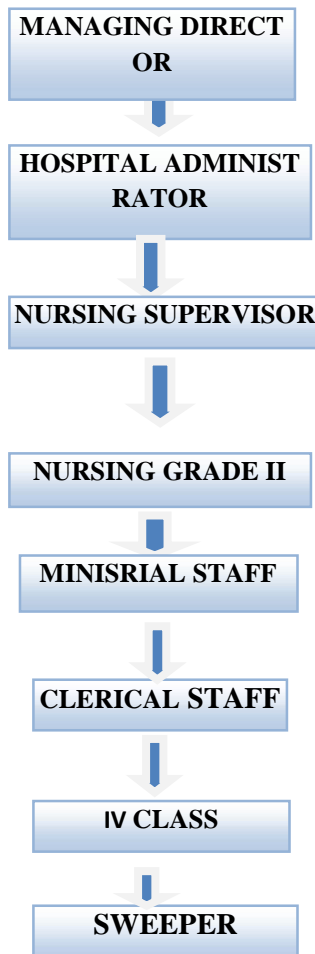 MANAGING DIRECT
OR
HOSPITAL ADMINIST
RATOR
NURSING SUPERVISOR
NURSING GRADE II
MINISRIAL STAFF
CLERICAL STAFF
IV CLASS
SWEEPER